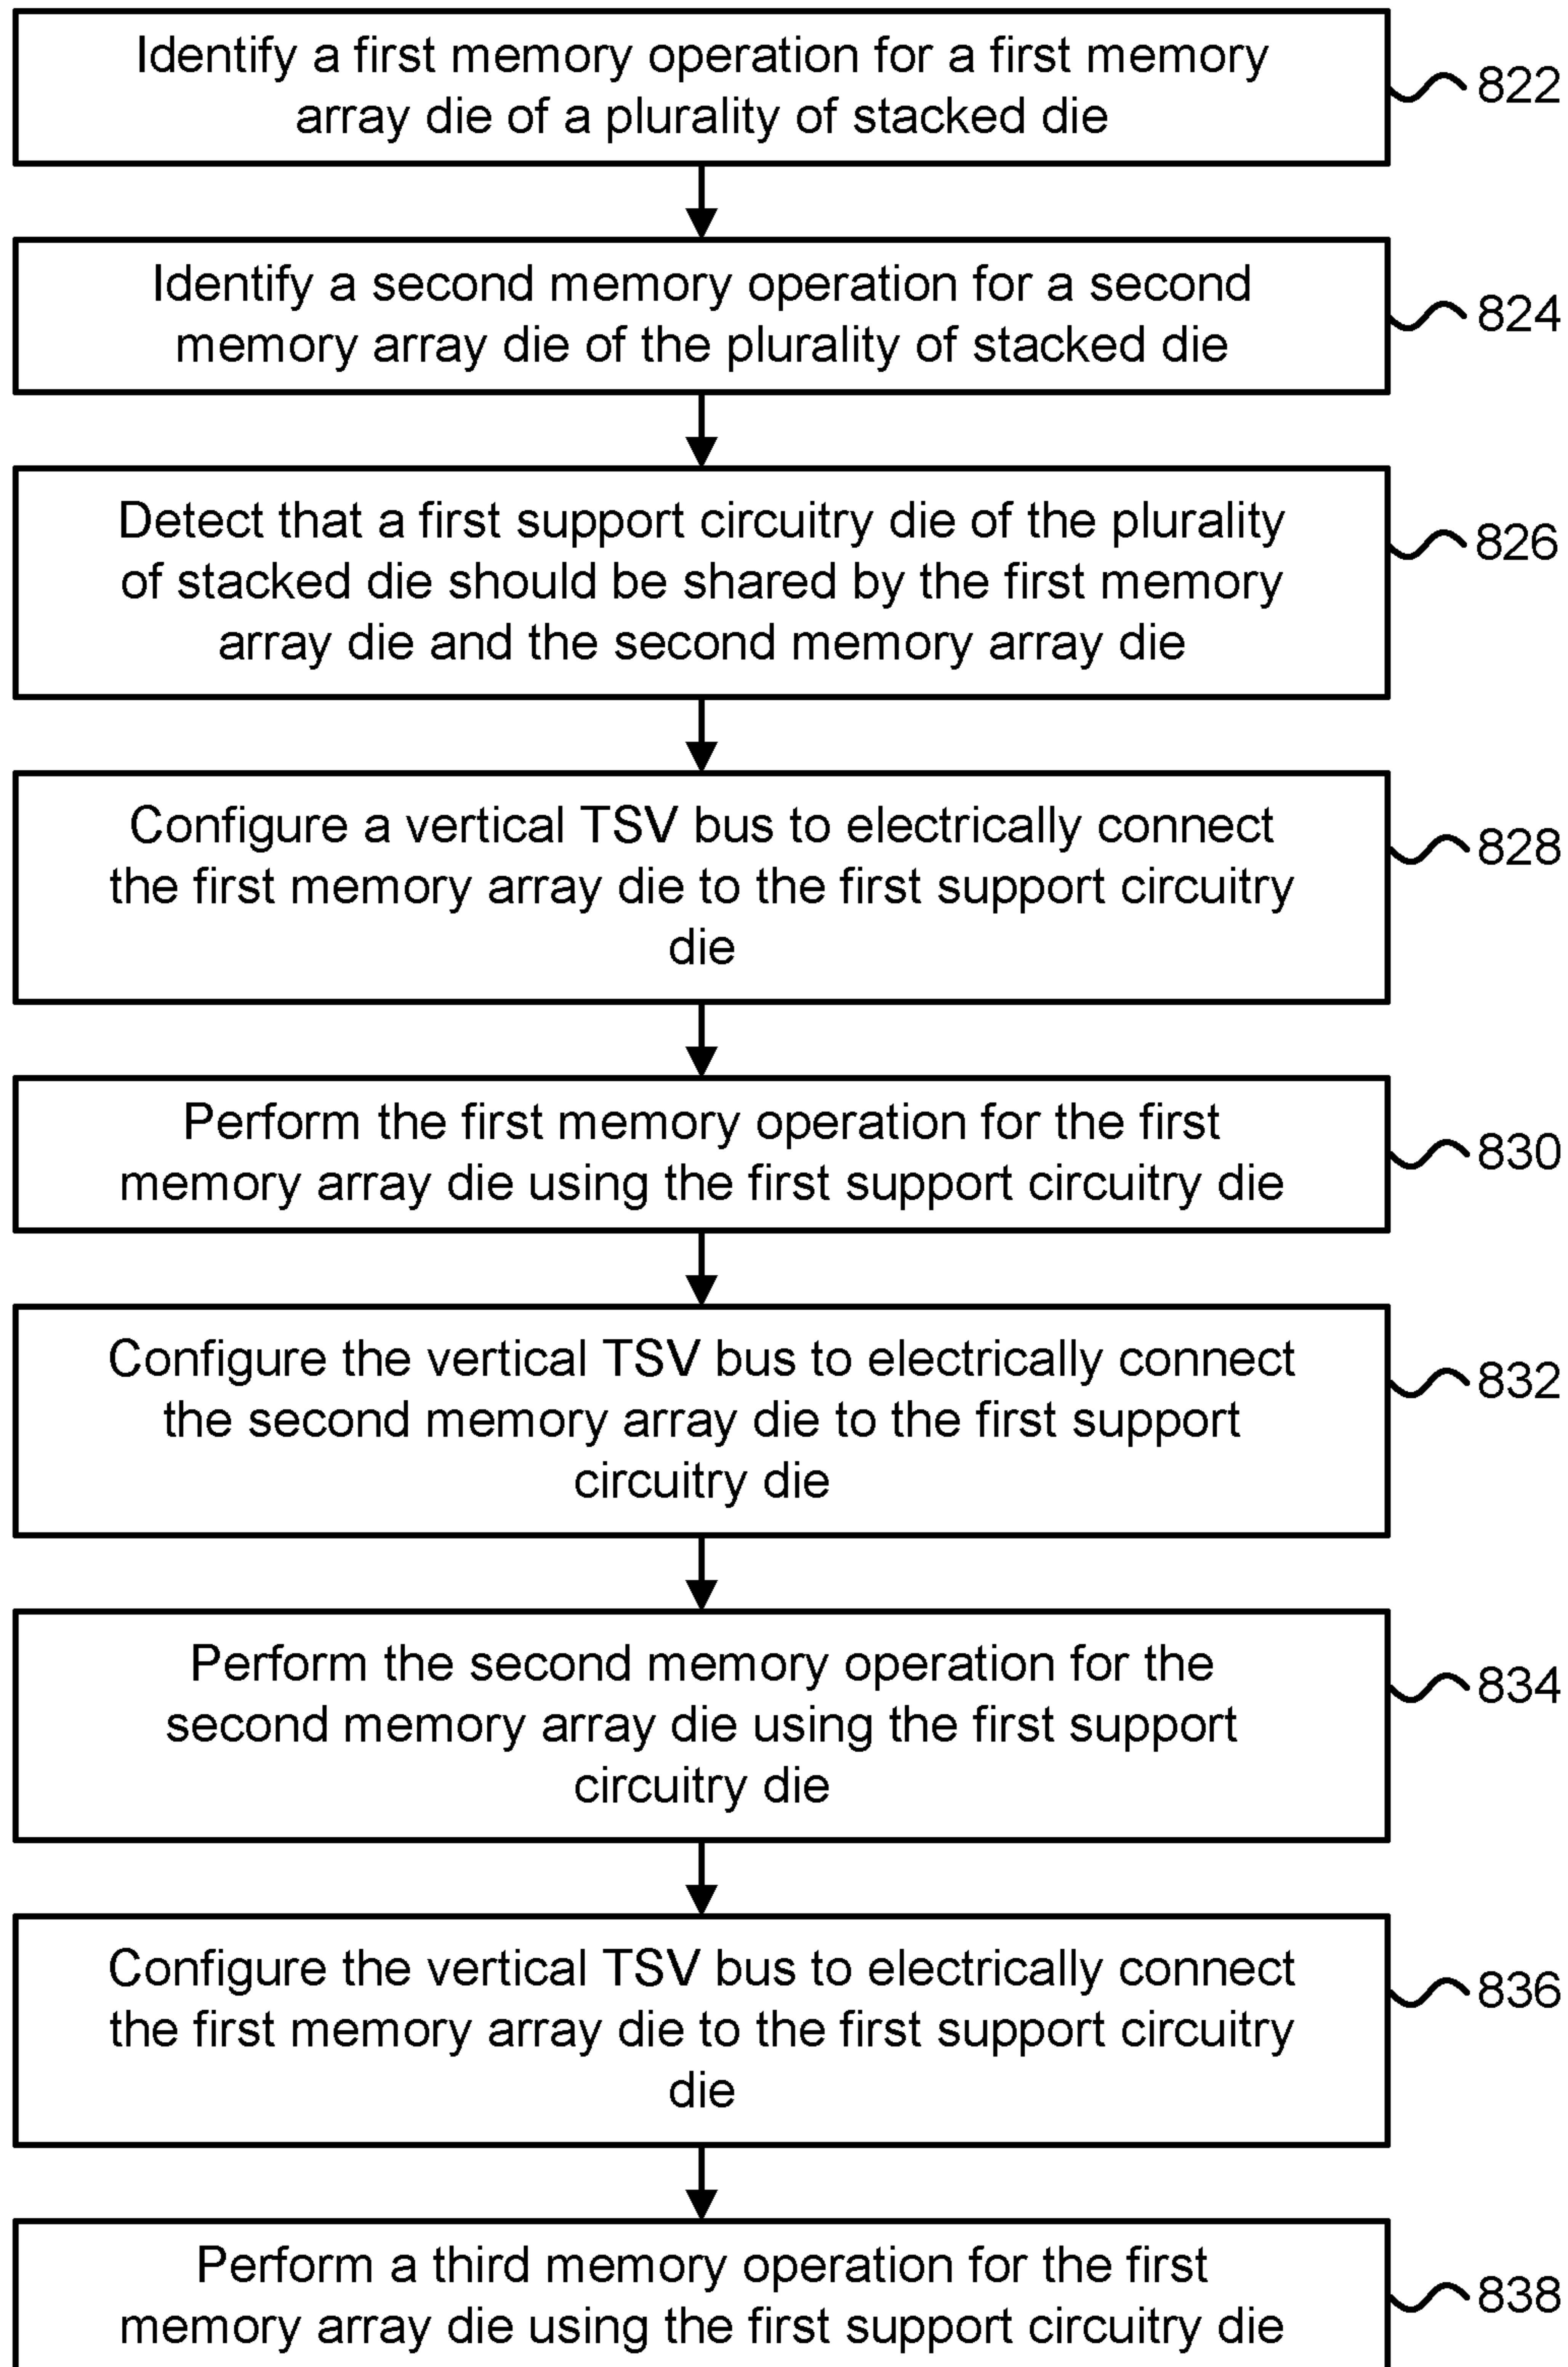 Identify a first memory operation for a first memory
array die of a plurality of stacked die
822
Identify a second memory operation for a second
memory array die of the plurality of stacked die
824
Detect that a first support circuitry die of the plurality
of stacked die should be shared by the first memory
array die and the second memory array die
826
Configure a vertical TSV bus to electrically connect
the first memory array die to the first support circuitry
die
828
Perform the first memory operation for the first
memory array die using the first support circuitry die
830
Configure the vertical TSV bus to electrically connect
the second memory array die to the first support
circuitry die
832
Perform the second memory operation for the
second memory array die using the first support
circuitry die
834
Configure the vertical TSV bus to electrically connect
the first memory array die to the first support circuitry
die
836
Perform a third memory operation for the first
memory array die using the first support circuitry die
838